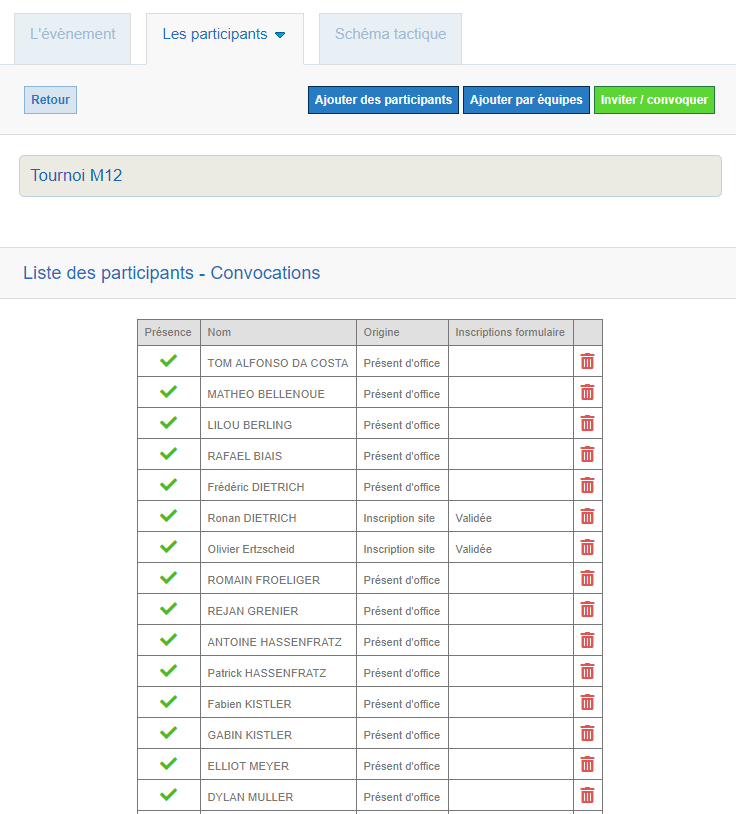 L'évènement Les participants Schéma tactique
Retour Ajouter des participants Ajouter par équipes Inviter / convoquer
Tournoi M12
Liste des participants - Convocations
Présence Nom Origine Inscriptions formulaire
TOM ALFONSO DA COSTA Présent d'office
MATHEO BELLENOUE Présent d'office
LILOU BERLING Présent d'office
RAFAEL BIAIS Présent d'office
Frédéric DIETRICH Présent d'office
Ronan DIETRICH Inscription site Validée
Olivier Ertzscheid Inscription site Validée
ROMAIN FROELIGER Présent d'office
REJAN GRENIER Présent d'office
ANTOINE HASSENFRATZ Présent d'office
Patrick HASSENFRATZ Présent d'office
Fabien KISTLER Présent d'office
GABIN KISTLER Présent d'office
ELLIOT MEYER Présent d'office
DYLAN MULLER Présent d'office